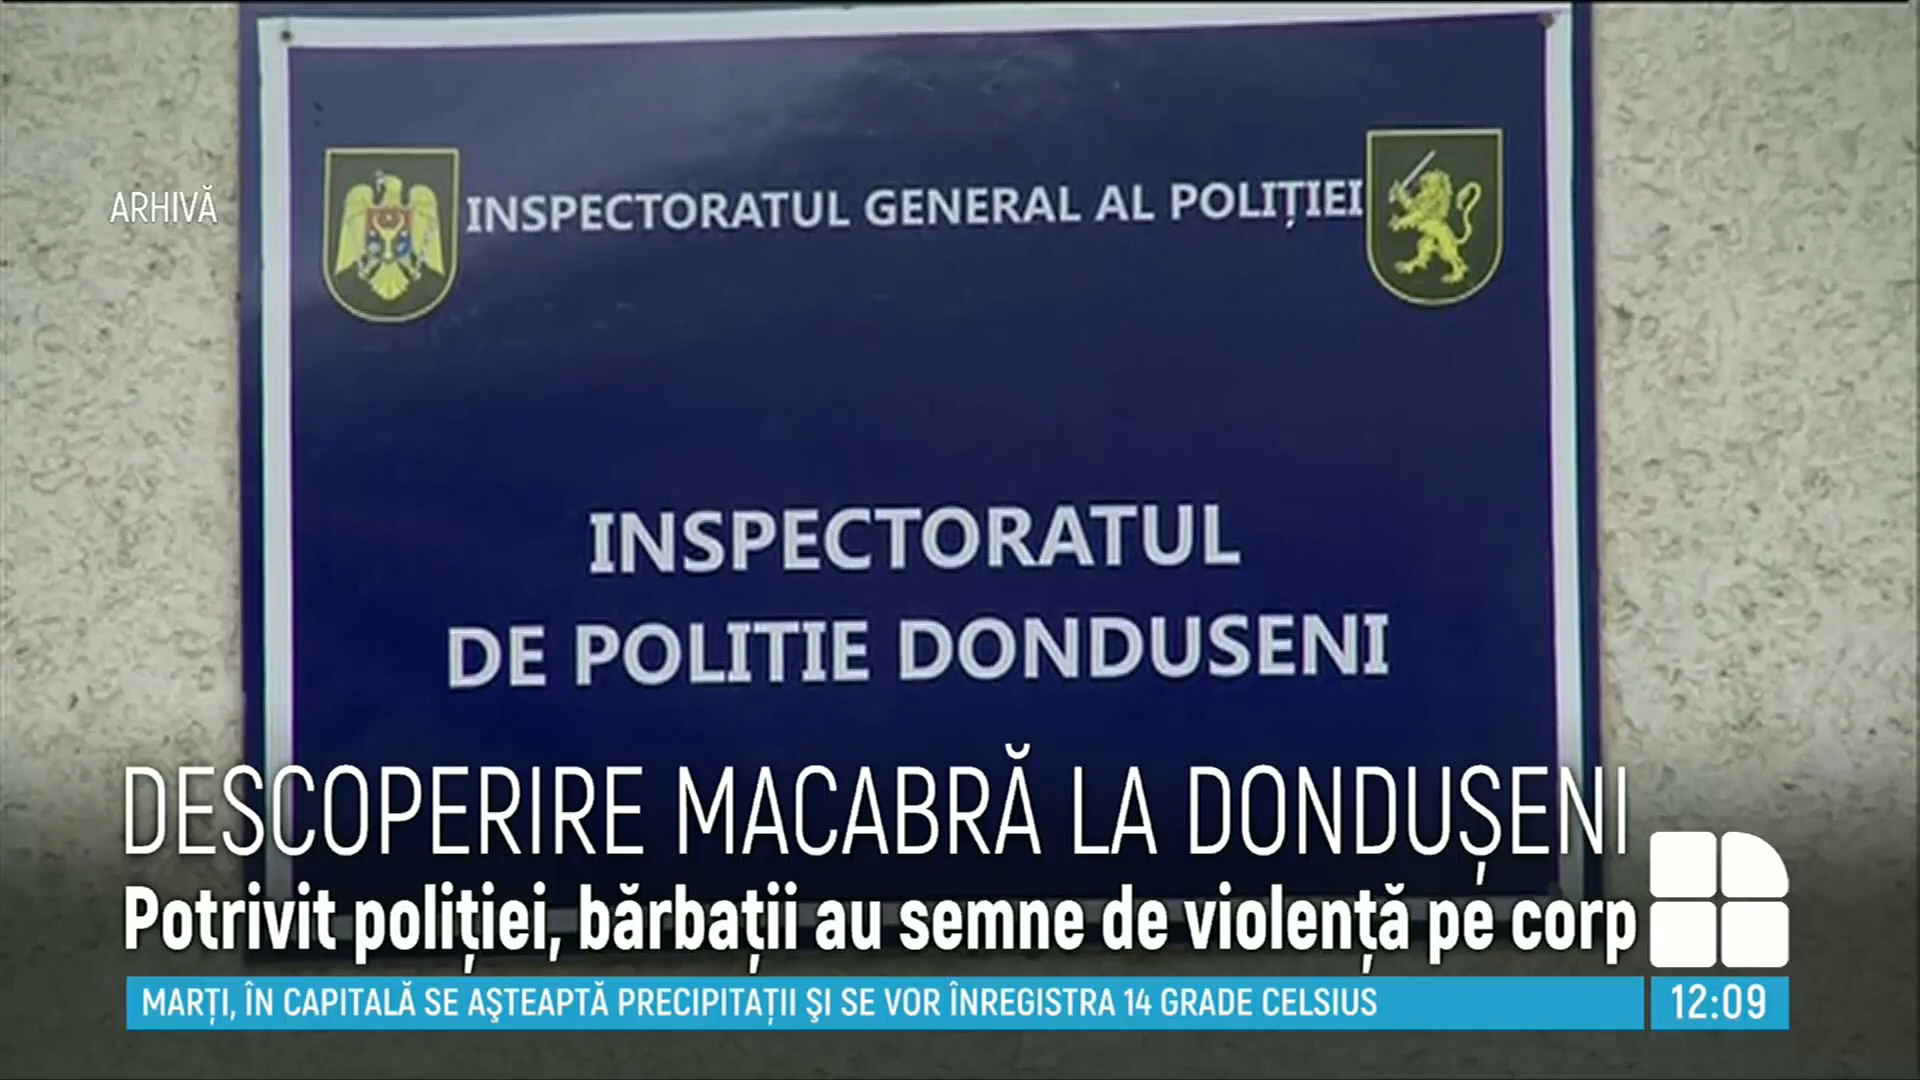 ARHIVĂ
INSPECTORATUL GENERAL AL POLIȚIEI
INSPECTORATUL
DE POLITIE DONDUSENI
DESCOPERIRE MACABRĂ LA DONDUȘENI
Potrivit poliției, bărbații au semne de violență pe corp
MARȚI, ÎN CAPITALĂ SE AŞTEAPTĂ PRECIPITAȚII ŞI SE VOR ÎNREGISTRA 14 GRADE CELSIUS
12:09